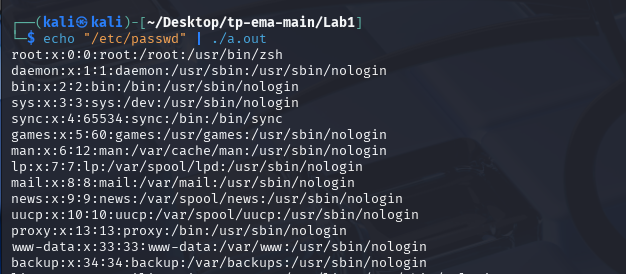 ┌──(kali㉿kali)-[~/Desktop/tp-ema-main/Lab1]
└─$ echo "/etc/passwd" | ./a.out
root:x:0:0:root:/root:/usr/bin/zsh
daemon:x:1:1:daemon:/usr/sbin:/usr/sbin/nologin
bin:x:2:2:bin:/bin:/usr/sbin/nologin
sys:x:3:3:sys:/dev:/usr/sbin/nologin
sync:x:4:65534:sync:/bin:/bin/sync
games:x:5:60:games:/usr/games:/usr/sbin/nologin
man:x:6:12:man:/var/cache/man:/usr/sbin/nologin
lp:x:7:7:lp:/var/spool/lpd:/usr/sbin/nologin
mail:x:8:8:mail:/var/mail:/usr/sbin/nologin
news:x:9:9:news:/var/spool/news:/usr/sbin/nologin
uucp:x:10:10:uucp:/var/spool/uucp:/usr/sbin/nologin
proxy:x:13:13:proxy:/bin:/usr/sbin/nologin
www-data:x:33:33:www-data:/var/www:/usr/sbin/nologin
backup:x:34:34:backup:/var/backups:/usr/sbin/nologin